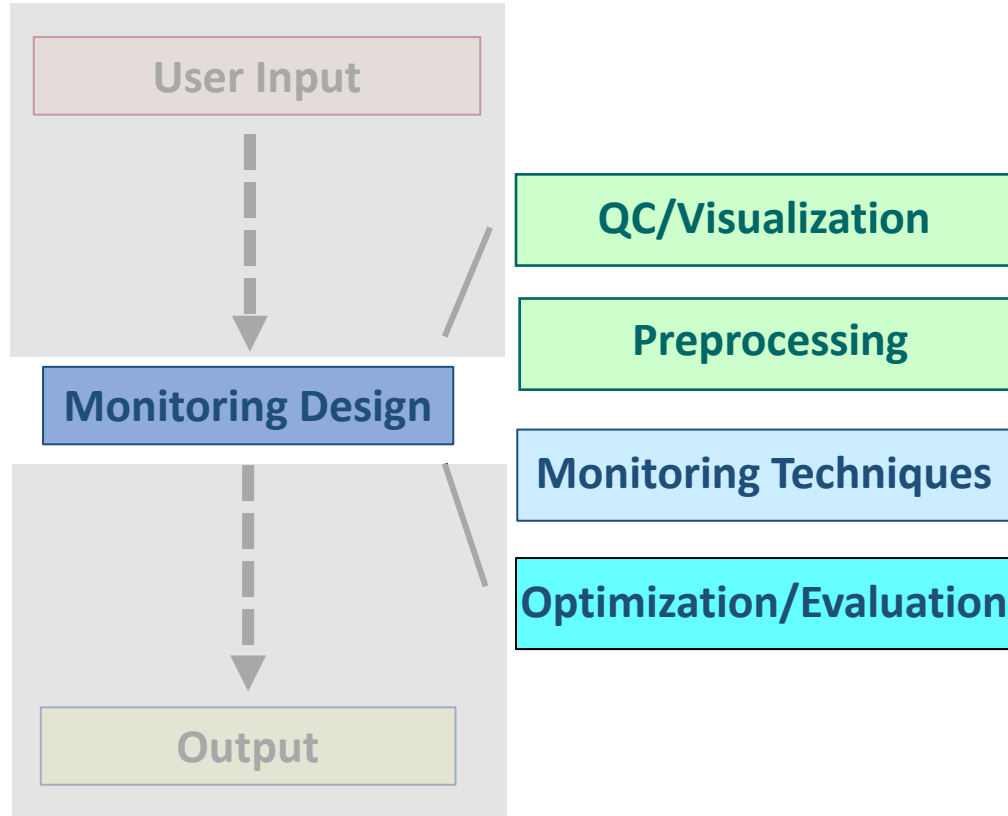 User Input
QC/Visualization
Preprocessing
Monitoring Design
Monitoring Techniques
Optimization/Evaluation
Output